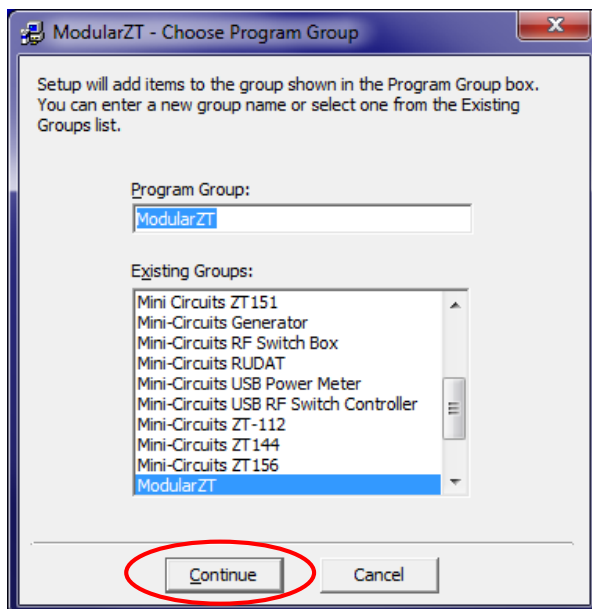 ModularZT - Choose Program Group
Setup will add items to the group shown in the Program Group box.
You can enter a new group name or select one from the Existing
Groups list.
Program Group:
ModularZT
Existing Groups:
Mini Circuits ZT151
Mini-Circuits Generator
Mini-Circuits RF Switch Box
Mini-Circuits RUDAT
Mini-Circuits USB Power Meter
Mini-Circuits USB RF Switch Controller
Mini-Circuits ZT-112
Mini-Circuits ZT144
Mini-Circuits ZT156
ModularZT
Continue Cancel